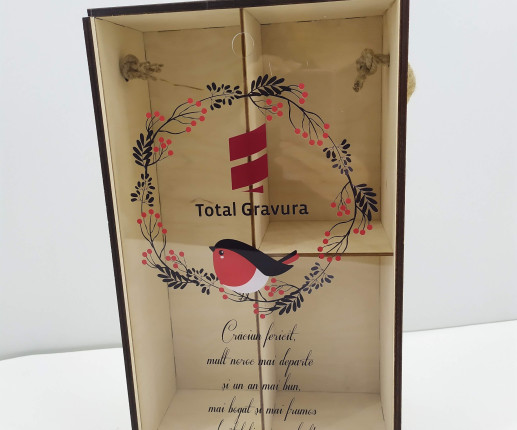 Total Gravura
Craciun fericit,
mult noroc mai departe
si un an mai bun,
mai bogat si mai frumos